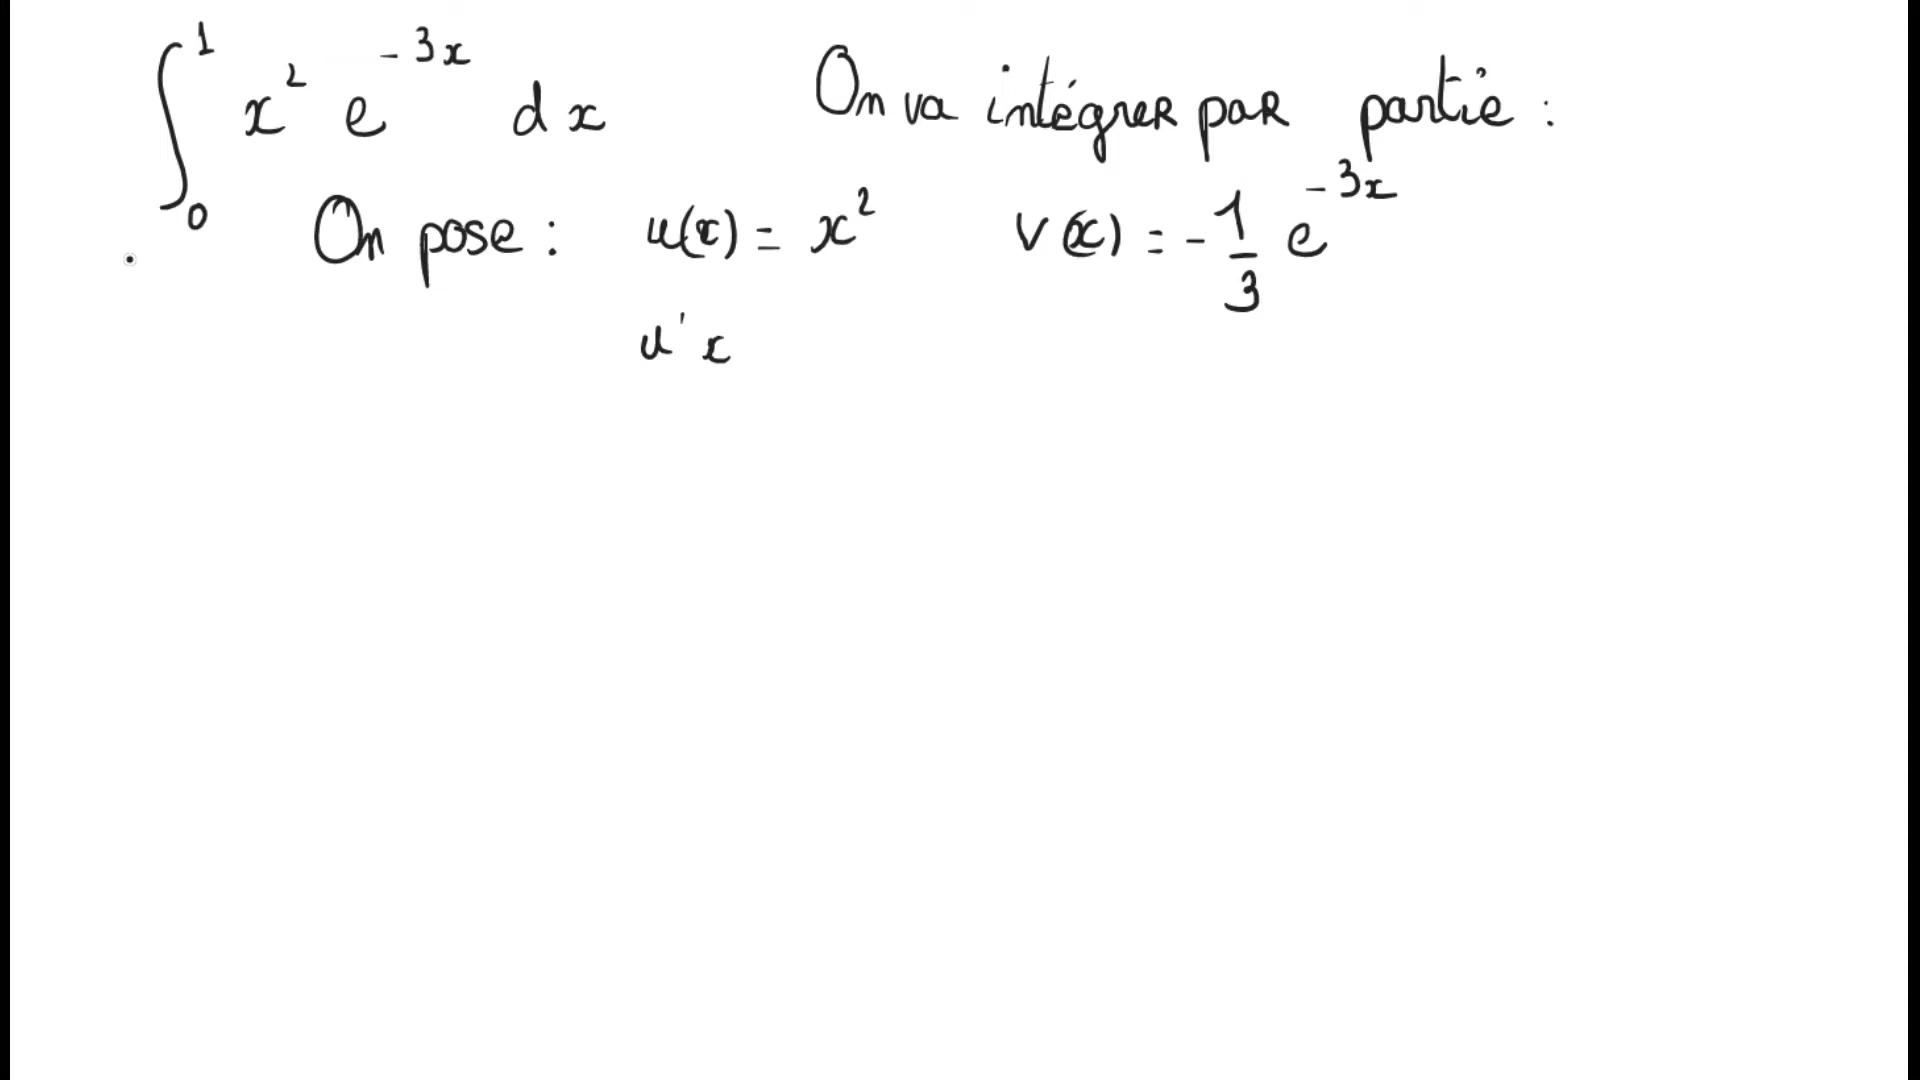 ∫₀¹ x² e⁻³ˣ dx On va intégrer par partie :
On pose : u(x) = x² v(x) = -1/3 e⁻³ˣ
u'x